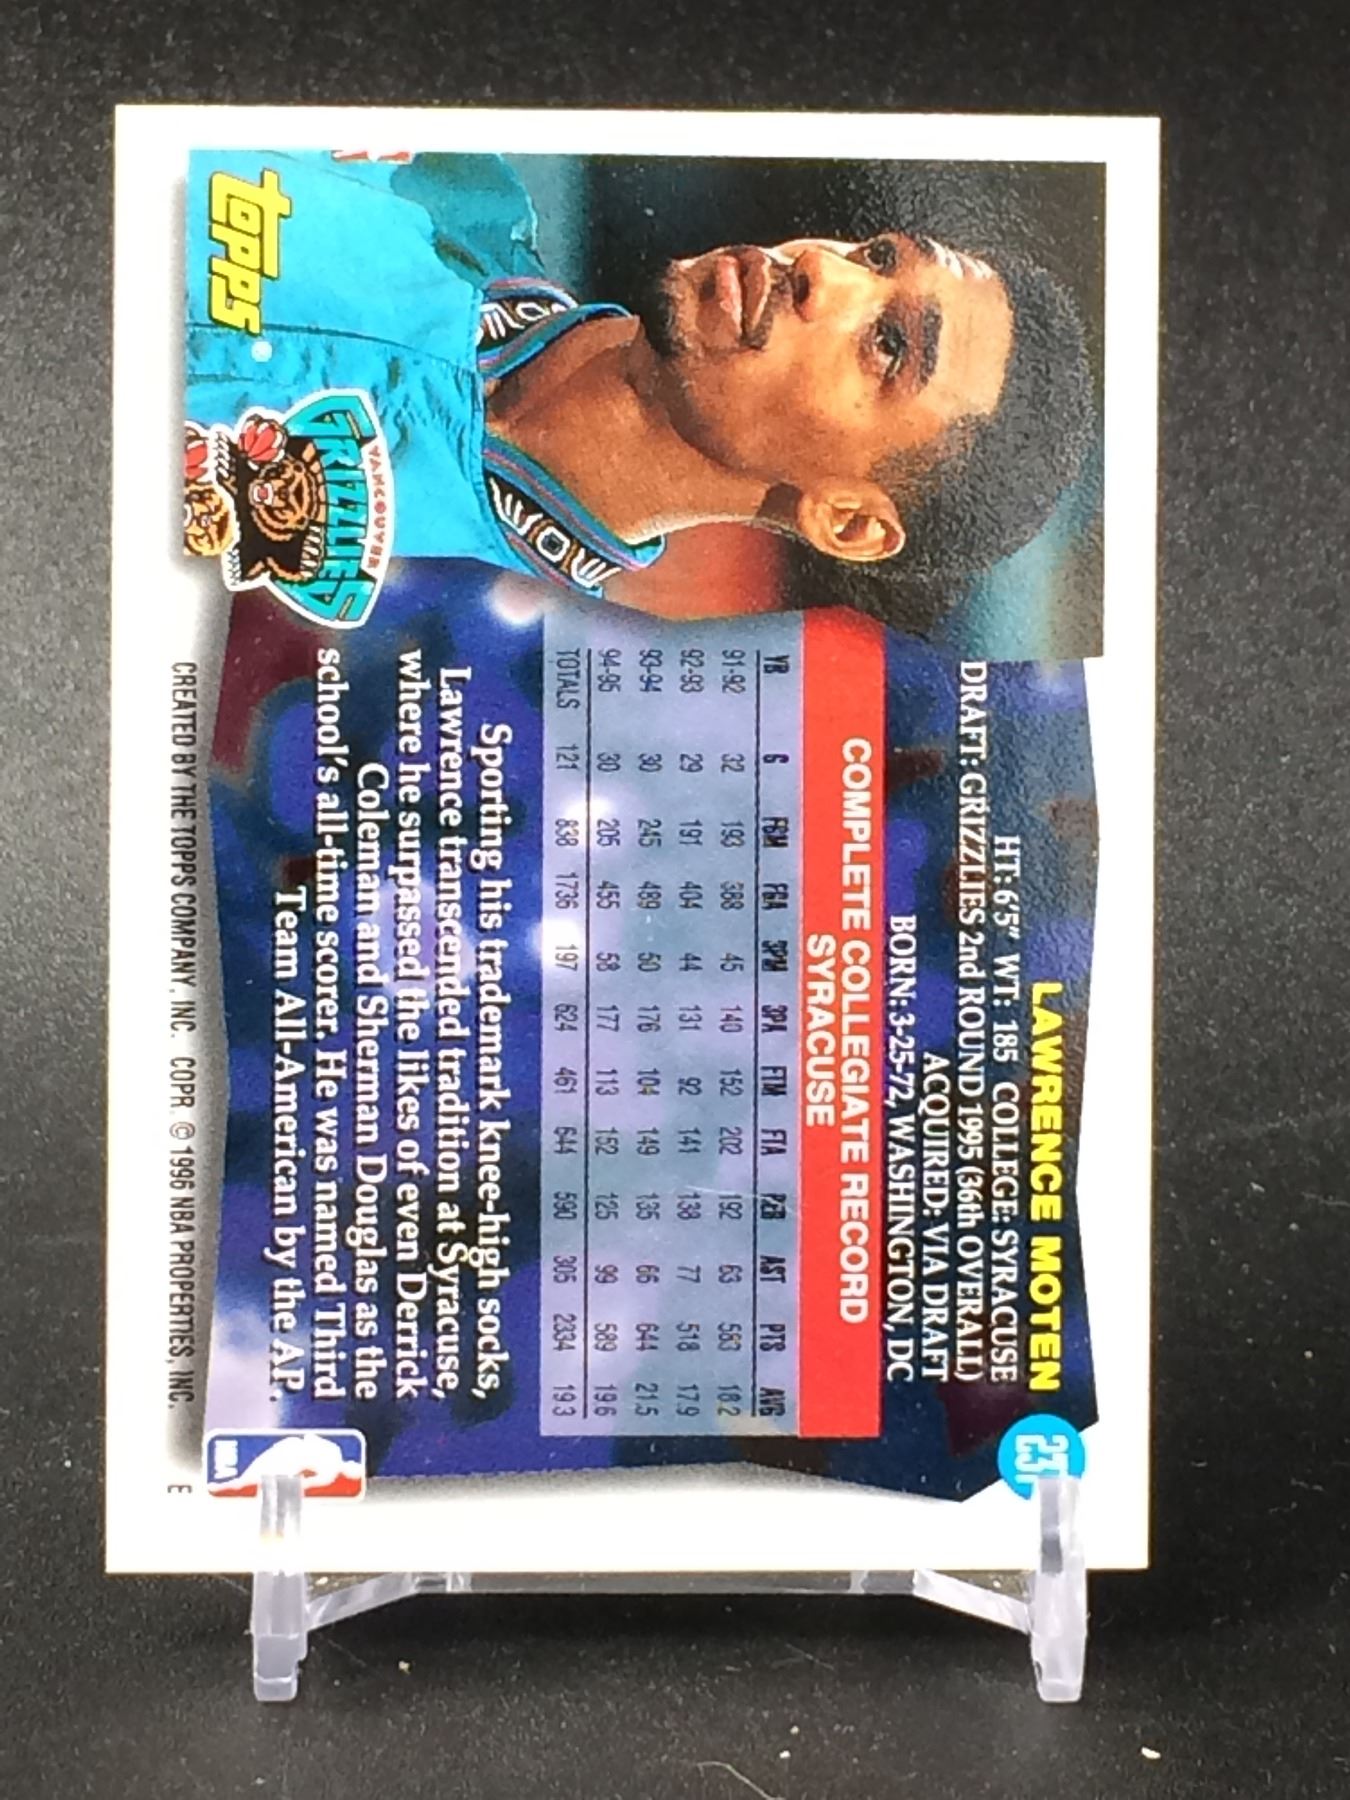 LAWRENCE MOTEN
HT: 6'5" WT: 185 COLLEGE: SYRACUSE
DRAFT: GRIZZLIES 2nd ROUND 1995 (36th OVERALL)
ACQUIRED: VIA DRAFT
BORN: 3-25-72, WASHINGTON, DC
COMPLETE COLLEGIATE RECORD
SYRACUSE
YR G FGM FGA 3PM 3PA FTM FTA REB AST PTS AVG
91-92 32 193 388 45 140 152 202 192 63 583 18.2
92-93 29 191 404 44 131 92 141 138 77 518 17.9
93-94 30 245 489 50 176 104 149 135 66 644 21.5
94-95 30 205 455 58 177 113 152 125 99 589 19.6
TOTALS 121 838 1736 197 624 461 644 590 305 2334 19.3
Sporting his trademark knee-high socks,
Lawrence transcended tradition at Syracuse,
where he surpassed the likes of even Derrick
Coleman and Sherman Douglas as the
school's all-time scorer. He was named Third
Team All-American by the AP.
Topps
VANCOUVER
GRIZZLIES
NBA
CREATED BY THE TOPPS COMPANY, INC. COPR. © 1996 NBA PROPERTIES, INC. E